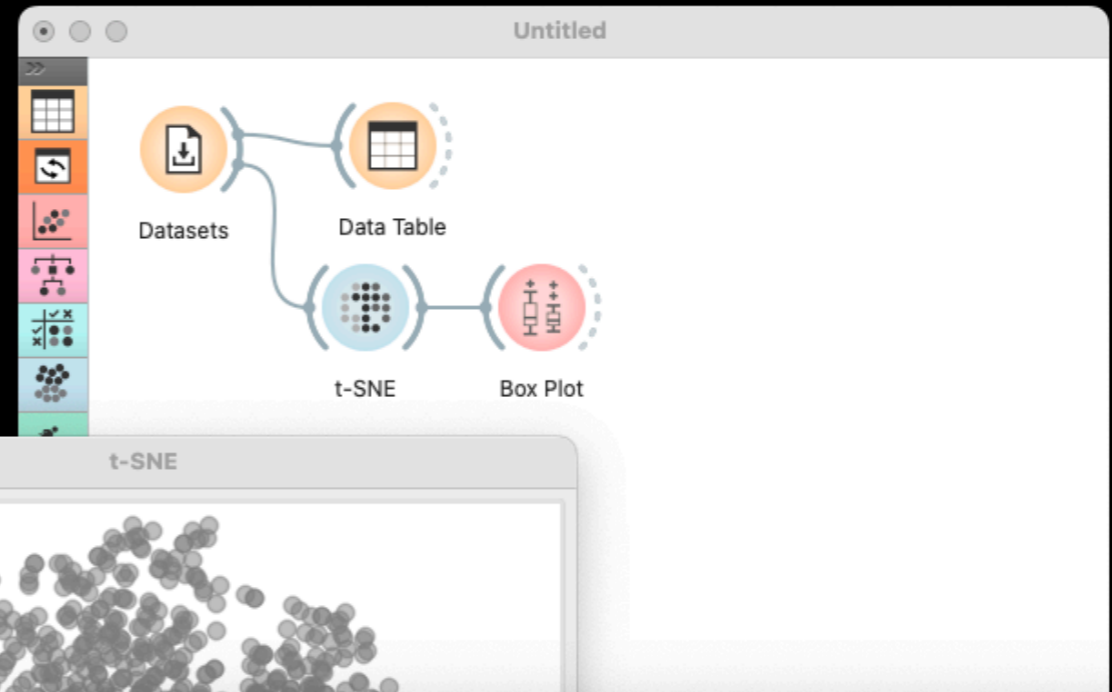 Untitled
Datasets
Data Table
t-SNE
Box Plot
t-SNE